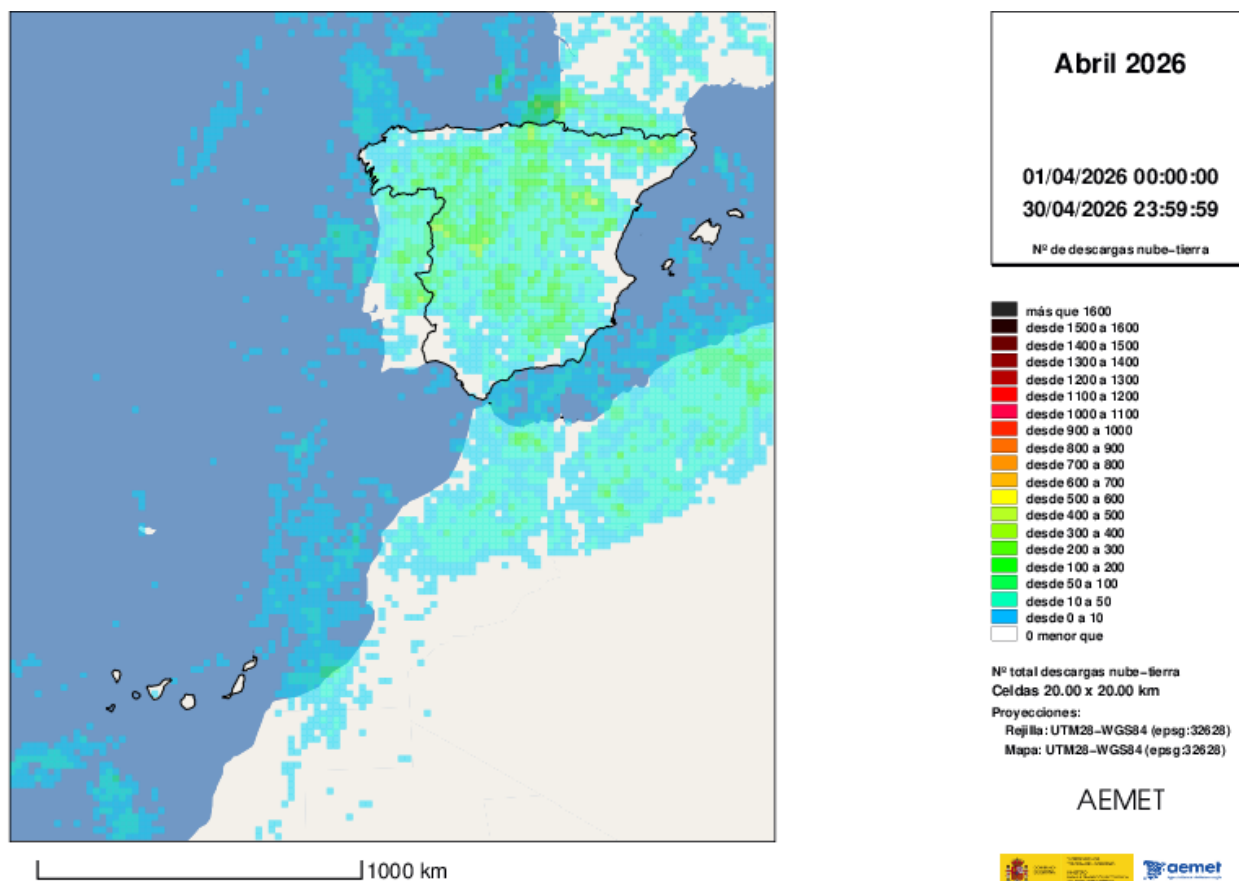 Abril 2026
01/04/2026 00:00:00
30/04/2026 23:59:59
Nº de descargas nube-tierra
más que 1600
desde 1500 a 1600
desde 1400 a 1500
desde 1300 a 1400
desde 1200 a 1300
desde 1100 a 1200
desde 1000 a 1100
desde 900 a 1000
desde 800 a 900
desde 700 a 800
desde 600 a 700
desde 500 a 600
desde 400 a 500
desde 300 a 400
desde 200 a 300
desde 100 a 200
desde 50 a 100
desde 10 a 50
desde 0 a 10
0 menor que
Nº total descargas nube-tierra
Celdas 20.00 x 20.00 km
Proyecciones:
Rejilla: UTM28-WGS84 (epsg:32628)
Mapa: UTM28-WGS84 (epsg:32628)
AEMET
1000 km
aemet